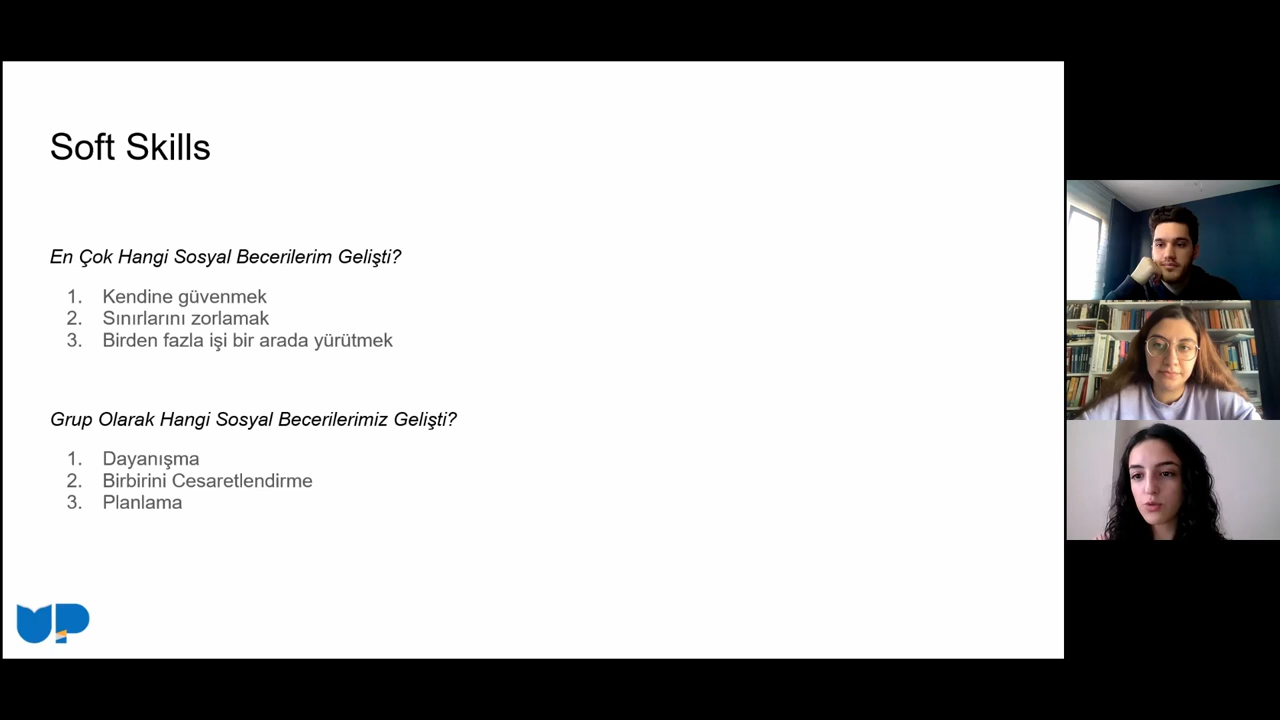 Soft Skills
En Çok Hangi Sosyal Becerilerim Gelişti?
1. Kendine güvenmek
2. Sınırlarını zorlamak
3. Birden fazla işi bir arada yürütmek
Grup Olarak Hangi Sosyal Becerilerimiz Gelişti?
1. Dayanışma
2. Birbirini Cesaretlendirme
3. Planlama
UP